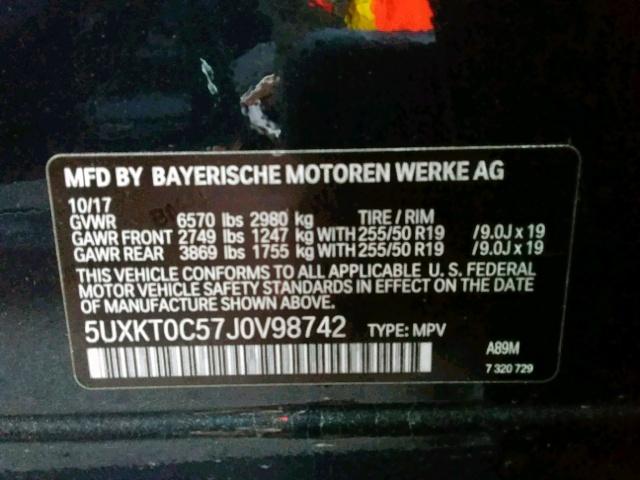 MFD BY BAYERISCHE MOTOREN WERKE AG
10/17
GVWR 6570 lbs 2980 kg TIRE / RIM
GAWR FRONT 2749 lbs 1247 kg WITH 255/50 R19 /9.0J x 19
GAWR REAR 3869 lbs 1755 kg WITH 255/50 R19 /9.0J x 19
THIS VEHICLE CONFORMS TO ALL APPLICABLE U. S. FEDERAL
MOTOR VEHICLE SAFETY STANDARDS IN EFFECT ON THE DATE
OF MANUFACTURE SHOWN ABOVE.
5UXKT0C57J0V98742 TYPE: MPV
A89M
7 320 729